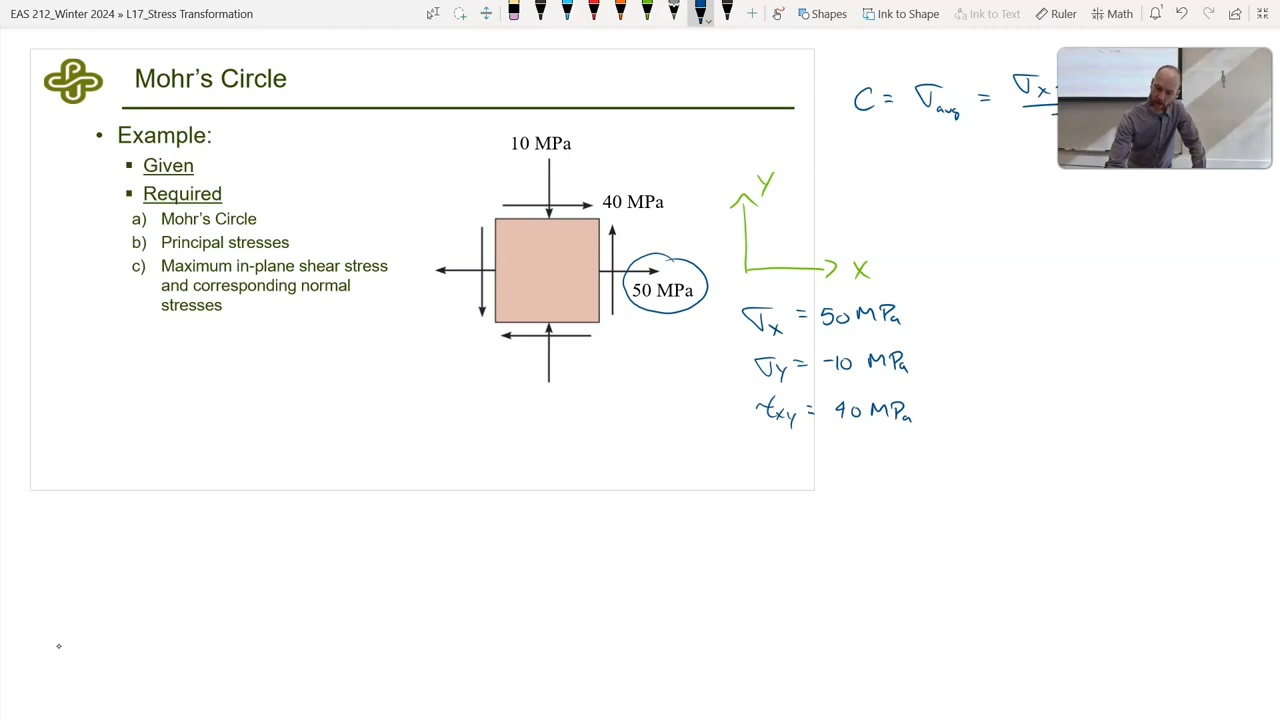 EAS 212_Winter 2024 » L17_Stress Transformation
Shapes
Ink to Shape
Ink to Text
Ruler
Math
Mohr's Circle
• Example:
▪ Given
▪ Required
a) Mohr's Circle
b) Principal stresses
c) Maximum in-plane shear stress
and corresponding normal
stresses
10 MPa
40 MPa
50 MPa
Y
X
C = σavg = σx
σx = 50 MPa
σy = -10 MPa
τxy = 40 MPa